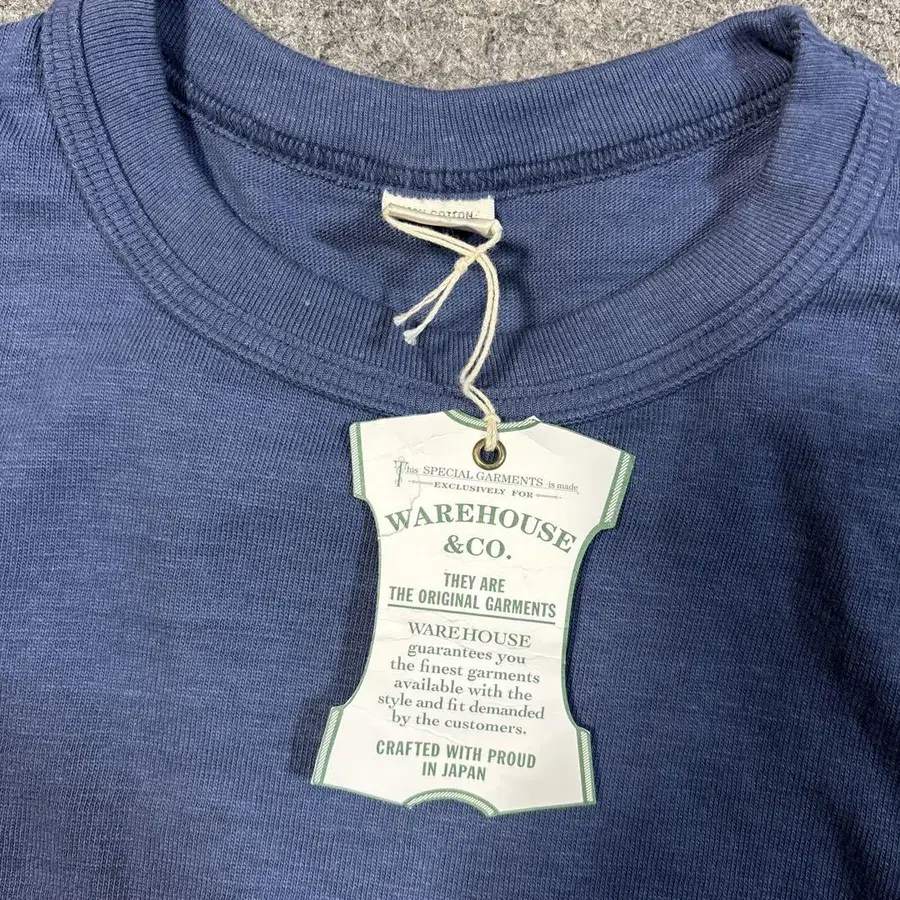 COTTON
This SPECIAL GARMENTS is made
EXCLUSIVELY FOR
WAREHOUSE
&CO.
THEY ARE
THE ORIGINAL GARMENTS
WAREHOUSE
guarantees you
the finest garments
available with the
style and fit demanded
by the customers.
CRAFTED WITH PROUD
IN JAPAN